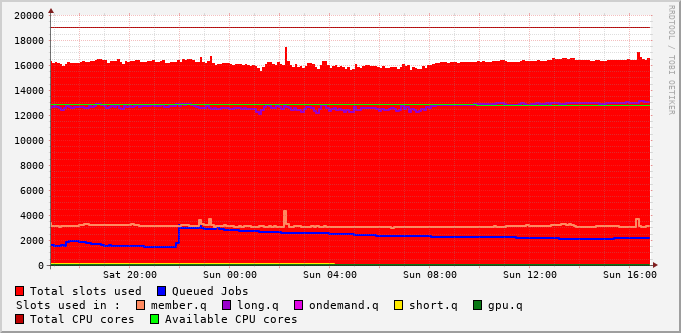 20000
18000
16000
14000
12000
10000
8000
6000
4000
2000
0
Sat 20:00 Sun 00:00 Sun 04:00 Sun 08:00 Sun 12:00 Sun 16:00
RRDTOOL / TOBI OETIKER
Total slots used Queued Jobs
Slots used in : member.q long.q ondemand.q short.q gpu.q
Total CPU cores Available CPU cores